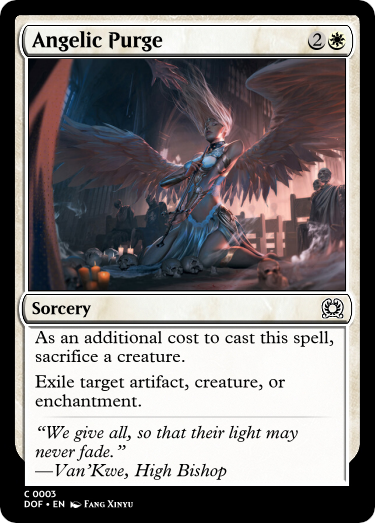 Angelic Purge 2
Sorcery
As an additional cost to cast this spell,
sacrifice a creature.
Exile target artifact, creature, or
enchantment.
“We give all, so that their light may
never fade.”
—Van’Kwe, High Bishop
C 0003
DOF • EN Fang Xinyu